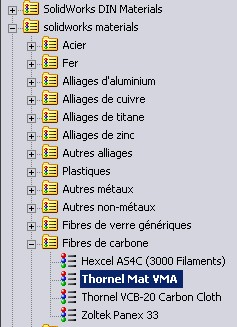 SolidWorks DIN Materials
solidworks materials
Acier
Fer
Alliages d'aluminium
Alliages de cuivre
Alliages de titane
Alliages de zinc
Autres alliages
Plastiques
Autres métaux
Autres non-métaux
Fibres de verre génériques
Fibres de carbone
Hexcel AS4C (3000 Filaments)
Thornel Mat VMA
Thornel VCB-20 Carbon Cloth
Zoltek Panex 33